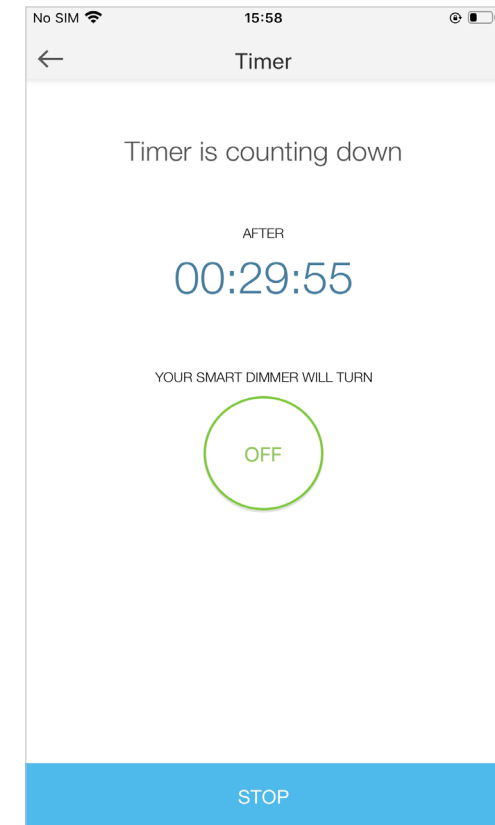 No SIM 15:58
Timer
Timer is counting down
AFTER
00:29:55
YOUR SMART DIMMER WILL TURN
OFF
STOP